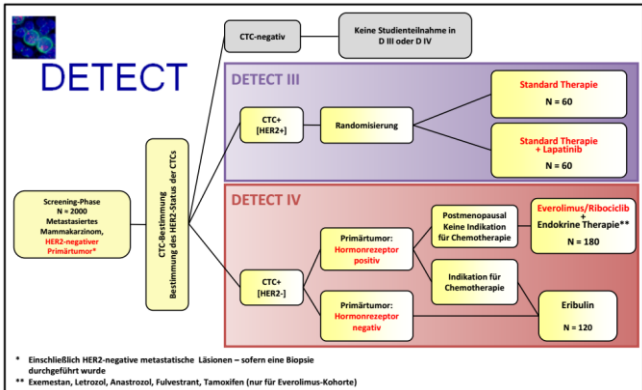 DETECT
CTC-negativ
Keine Studienteilnahme in
D III oder D IV
DETECT III
CTC+
[HER2+]
Randomisierung
Standard Therapie
N = 60
Standard Therapie
+ Lapatinib
N = 60
Screening-Phase
N = 2000
Metastasiertes
Mammakarzinom,
HER2-negativer
Primärtumor*
CTC-Bestimmung
Bestimmung des HER2-Status der CTCs
DETECT IV
CTC+
[HER2-]
Primärtumor:
Hormonrezeptor
positiv
Primärtumor:
Hormonrezeptor
negativ
Postmenopausal
Keine Indikation
für Chemotherapie
Indikation für
Chemotherapie
Everolimus/Ribociclib
+
Endokrine Therapie**
N = 180
Eribulin
N = 120
* Einschließlich HER2-negative metastatische Läsionen – sofern eine Biopsie
durchgeführt wurde
** Exemestan, Letrozol, Anastrozol, Fulvestrant, Tamoxifen (nur für Everolimus-Kohorte)